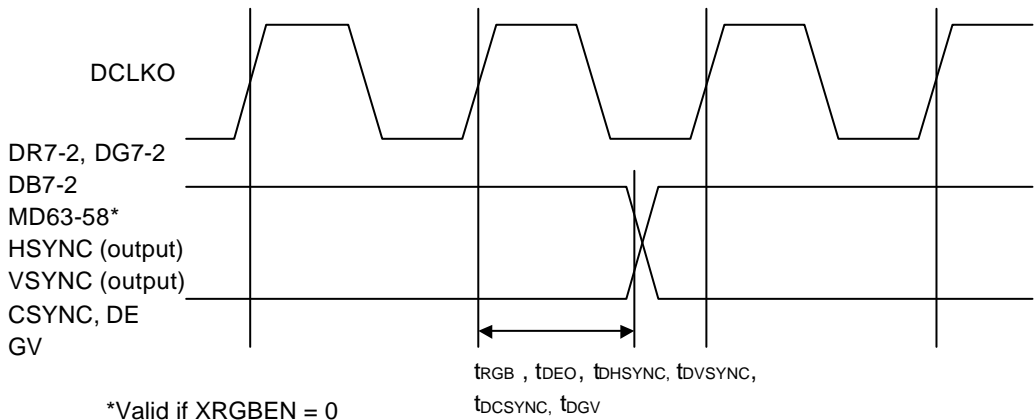 DCLKO
DR7-2, DG7-2
DB7-2
MD63-58*
HSYNC (output)
VSYNC (output)
CSYNC, DE
GV
tRGB , tDEO, tDHSYNC, tDVSYNC,
tDCSYNC, tDGV
*Valid if XRGBEN = 0